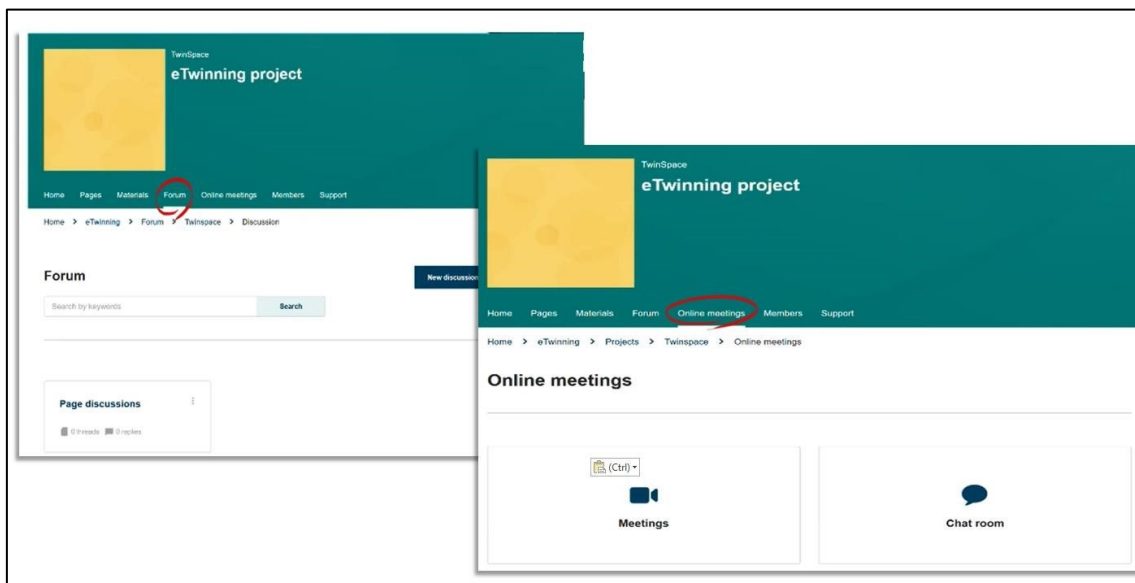 TwinSpace
eTwinning project
Home Pages Materials Forum Online meetings Members Support
Home > eTwinning > Forum > Twinspace > Discussion
Forum
New discussion
Search by keywords Search
Page discussions
0 threads 0 replies
TwinSpace
eTwinning project
Home Pages Materials Forum Online meetings Members Support
Home > eTwinning > Projects > Twinspace > Online meetings
Online meetings
(Ctrl)
Meetings Chat room